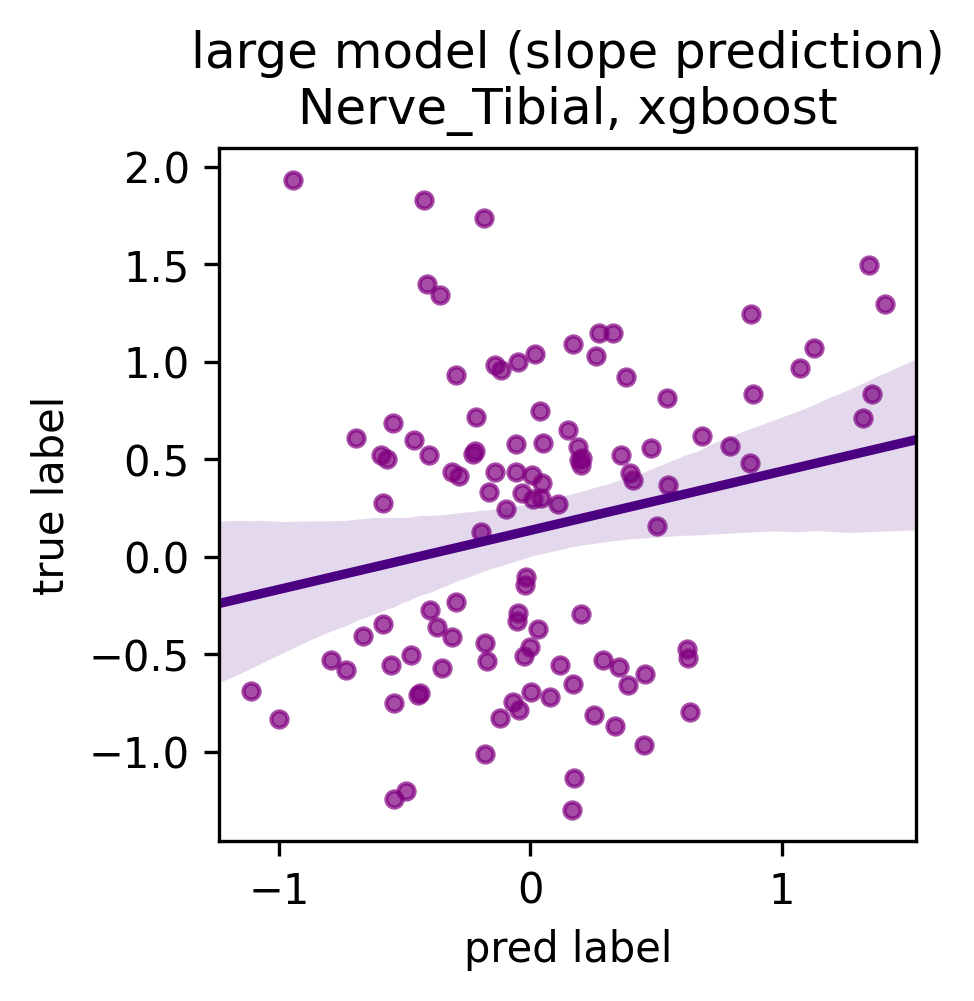 large model (slope prediction)
Nerve_Tibial, xgboost
2.0
1.5
1.0
0.5
0.0
−0.5
−1.0
true label
−1
0
1
pred label